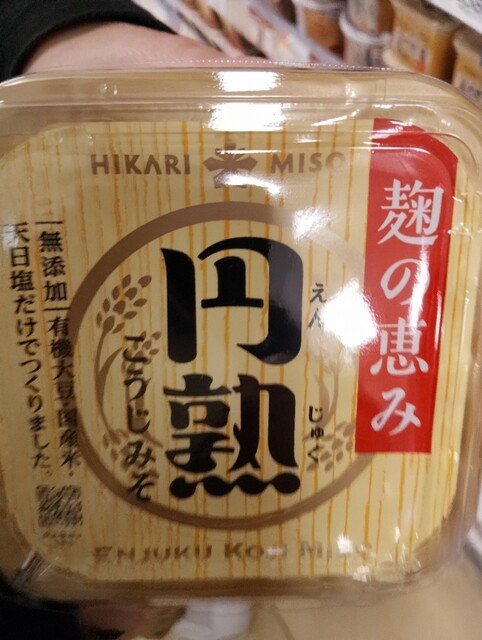 HIKARI MISO
麹の恵み
円熟
えん
じゅく
こうじみそ
無添加 有機大豆・国産米・
天日塩だけでつくりました。
ENJUKU KOJI MISO